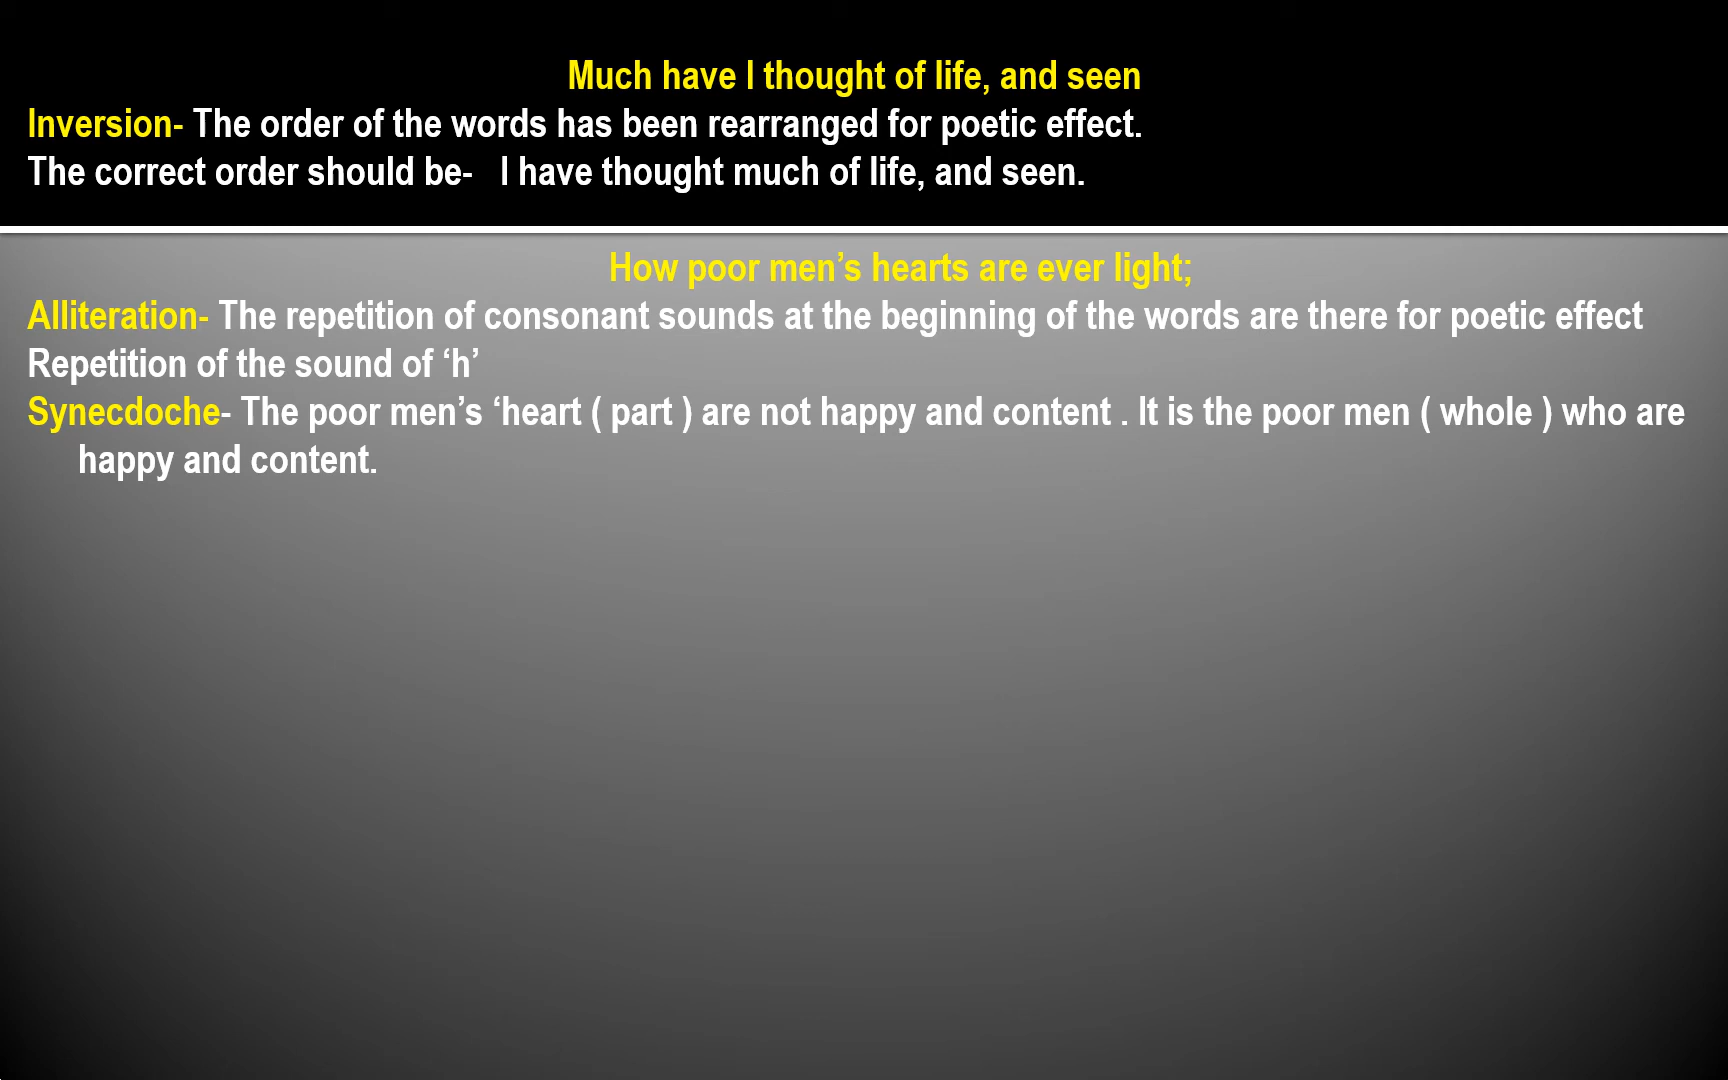 Much have I thought of life, and seen
Inversion- The order of the words has been rearranged for poetic effect.
The correct order should be- I have thought much of life, and seen.
How poor men’s hearts are ever light;
Alliteration- The repetition of consonant sounds at the beginning of the words are there for poetic effect
Repetition of the sound of ‘h’
Synecdoche- The poor men’s ‘heart ( part ) are not happy and content . It is the poor men ( whole ) who are
happy and content.